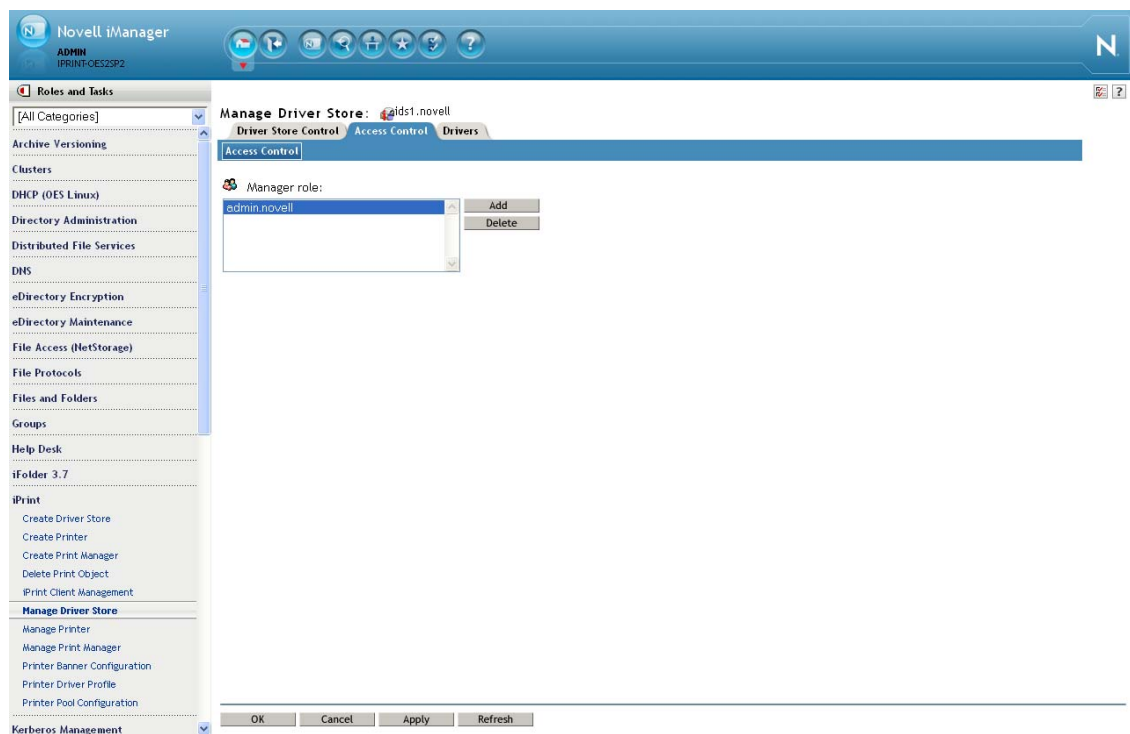 Novell iManager
ADMIN
IPRINT-OES2SP2
N
Roles and Tasks
[All Categories]
Archive Versioning
Clusters
DHCP (OES Linux)
Directory Administration
Distributed File Services
DNS
eDirectory Encryption
eDirectory Maintenance
File Access (NetStorage)
File Protocols
Files and Folders
Groups
Help Desk
iFolder 3.7
iPrint
Create Driver Store
Create Printer
Create Print Manager
Delete Print Object
iPrint Client Management
Manage Driver Store
Manage Printer
Manage Print Manager
Printer Banner Configuration
Printer Driver Profile
Printer Pool Configuration
Kerberos Management
?
Manage Driver Store: aids1.novell
Driver Store Control Access Control Drivers
Access Control
Manager role:
admin.novell
Add
Delete
OK Cancel Apply Refresh